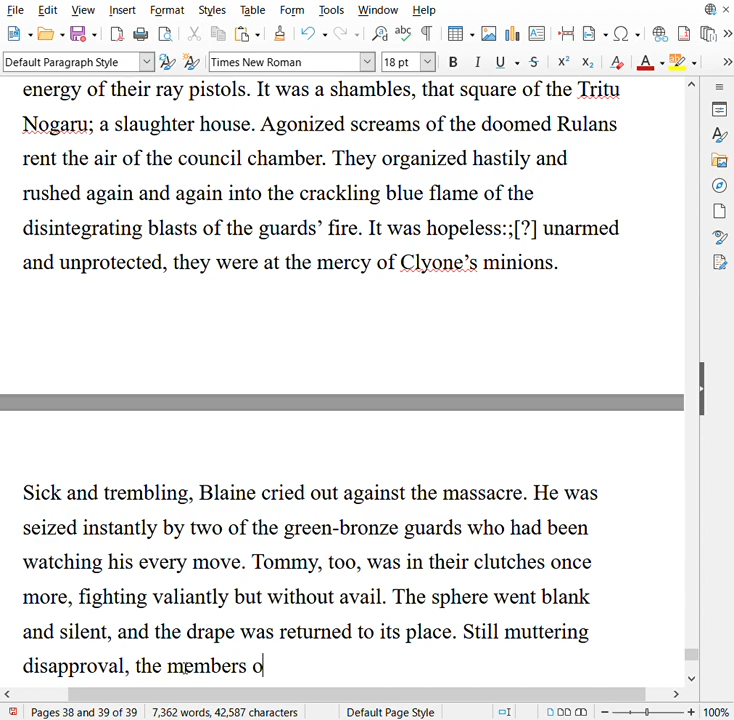 File Edit View Insert Format Styles Table Form Tools Window Help
Default Paragraph Style Times New Roman 18 pt B I U S X² X₂ A A
energy of their ray pistols. It was a shambles, that square of the Tritu
Nogaru; a slaughter house. Agonized screams of the doomed Rulans
rent the air of the council chamber. They organized hastily and
rushed again and again into the crackling blue flame of the
disintegrating blasts of the guards’ fire. It was hopeless:;[?] unarmed
and unprotected, they were at the mercy of Clyone’s minions.
Sick and trembling, Blaine cried out against the massacre. He was
seized instantly by two of the green-bronze guards who had been
watching his every move. Tommy, too, was in their clutches once
more, fighting valiantly but without avail. The sphere went blank
and silent, and the drape was returned to its place. Still muttering
disapproval, the members o
Pages 38 and 39 of 39 7,362 words, 42,587 characters Default Page Style 100%